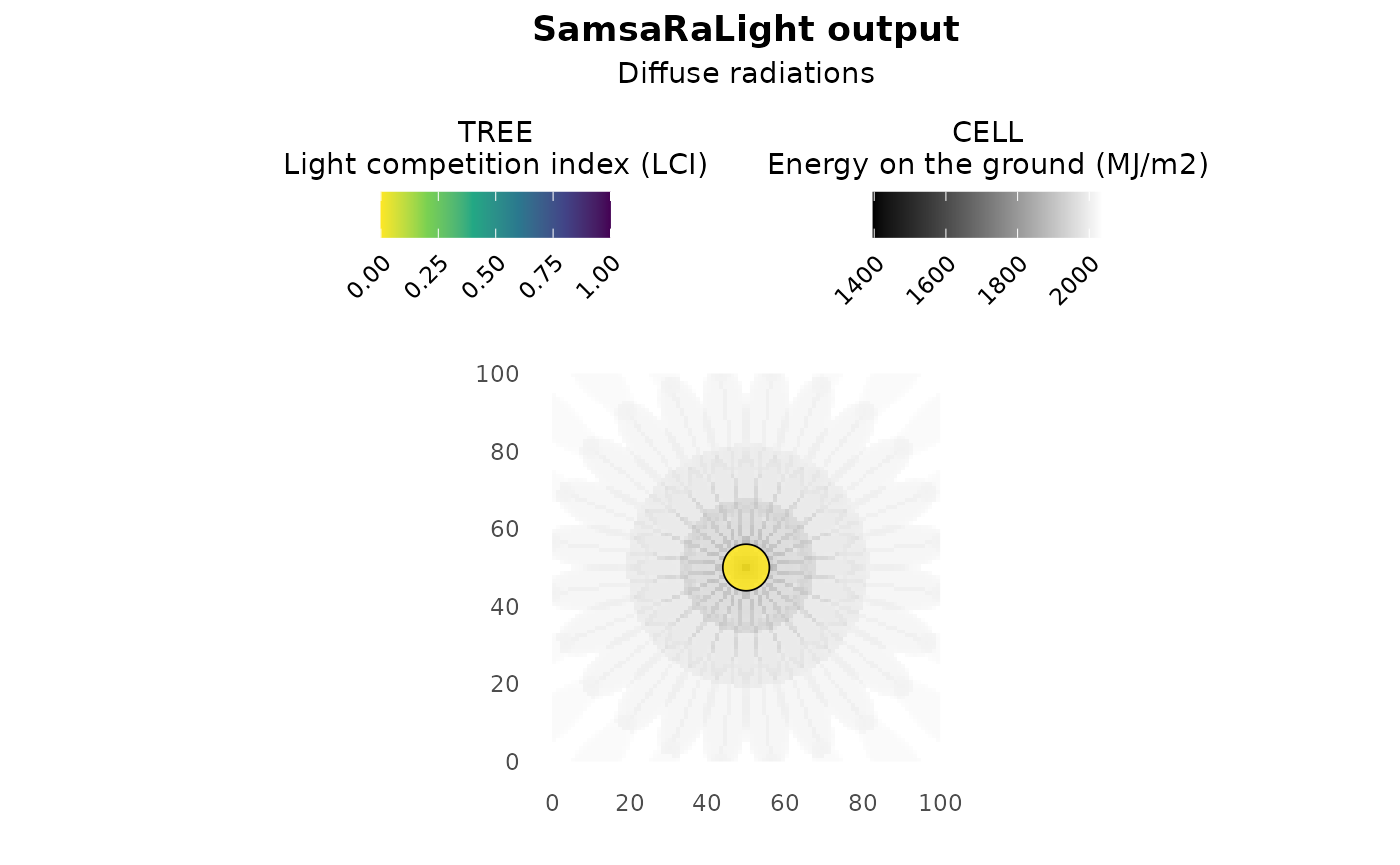 SamsaRaLight output
Diffuse radiations
TREE
Light competition index (LCI)
0.00 0.25 0.50 0.75 1.00
CELL
Energy on the ground (MJ/m2)
1400 1600 1800 2000
100
80
60
40
20
0
0 20 40 60 80 100